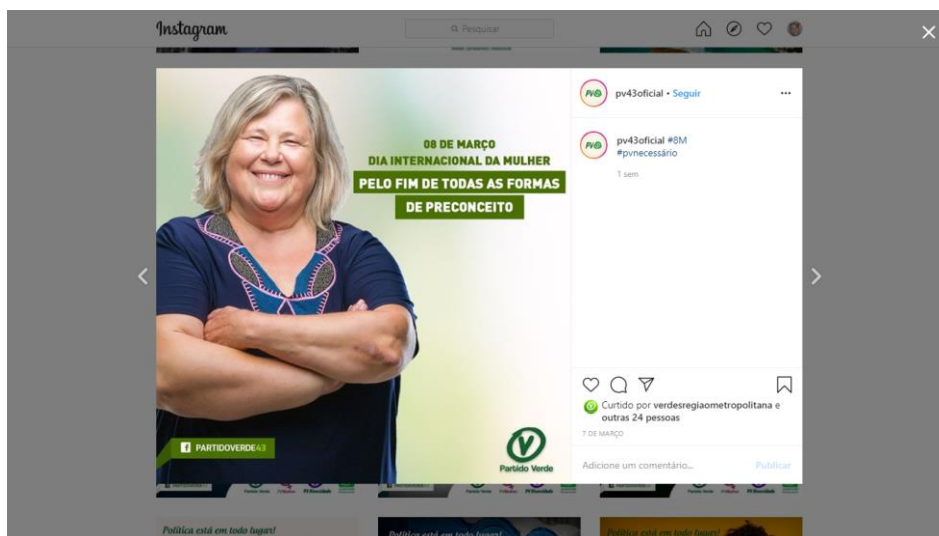 Instagram
Pesquisar
08 DE MARÇO
DIA INTERNACIONAL DA MULHER
PELO FIM DE TODAS AS FORMAS
DE PRECONCEITO
PARTIDOVERDE43
Partido Verde
pv43oficial • Seguir
pv43oficial #8M
#pvnecessário
1 sem
Curtido por verdesregiaometropolitana e
outras 24 pessoas
7 DE MARÇO
Adicione um comentário...
Publicar
Política está em todo lugar!
Política está em todo lugar!
Política está em todo lugar!